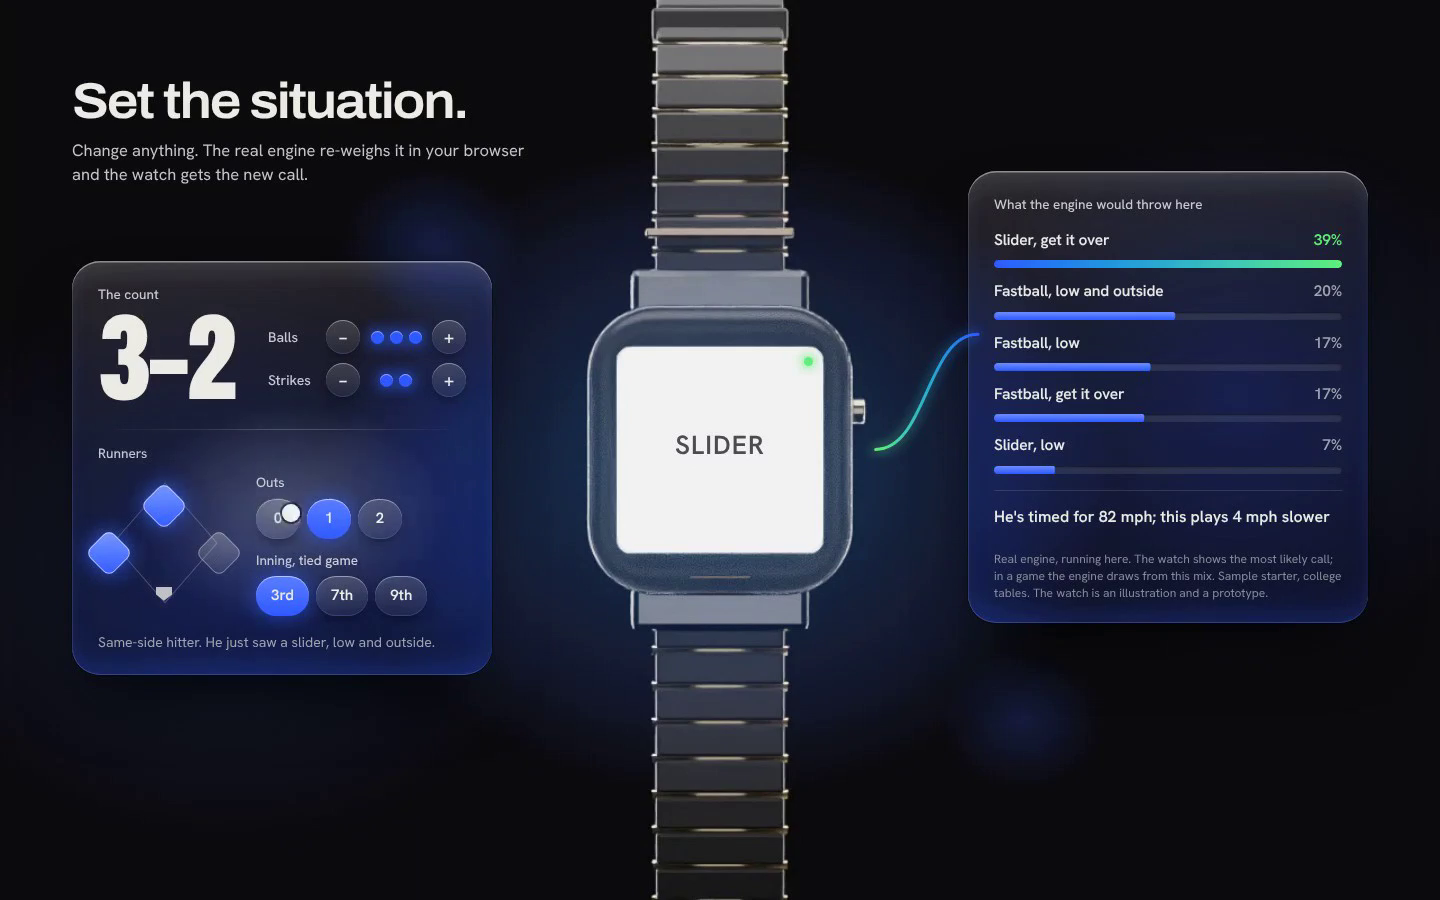 Set the situation.
Change anything. The real engine re-weighs it in your browser
and the watch gets the new call.
The count
3–2
Balls
–
+
Strikes
–
+
Runners
Outs
0
1
2
Inning, tied game
3rd
7th
9th
Same-side hitter. He just saw a slider, low and outside.
SLIDER
What the engine would throw here
Slider, get it over 39%
Fastball, low and outside 20%
Fastball, low 17%
Fastball, get it over 17%
Slider, low 7%
He's timed for 82 mph; this plays 4 mph slower
Real engine, running here. The watch shows the most likely call;
in a game the engine draws from this mix. Sample starter, college
tables. The watch is an illustration and a prototype.